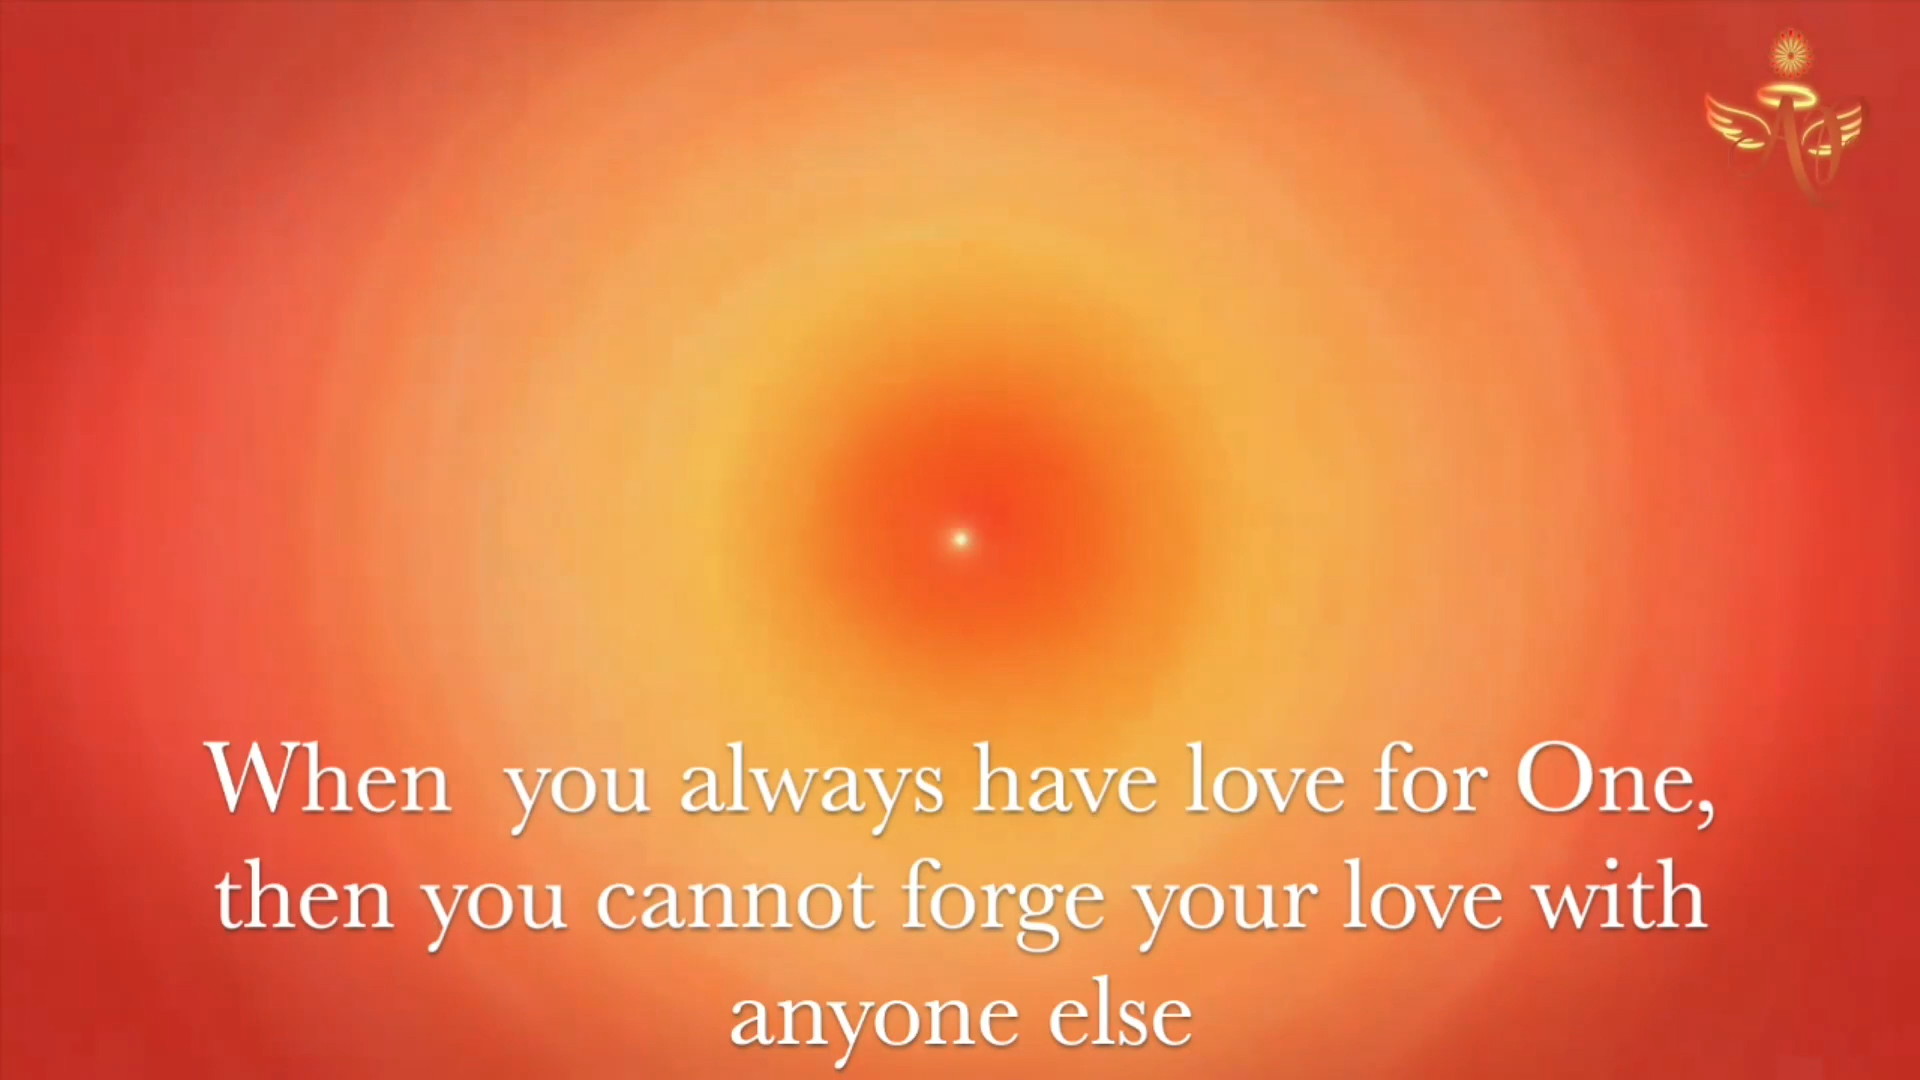 When  you always have love for One,
then you cannot forge your love with
anyone else